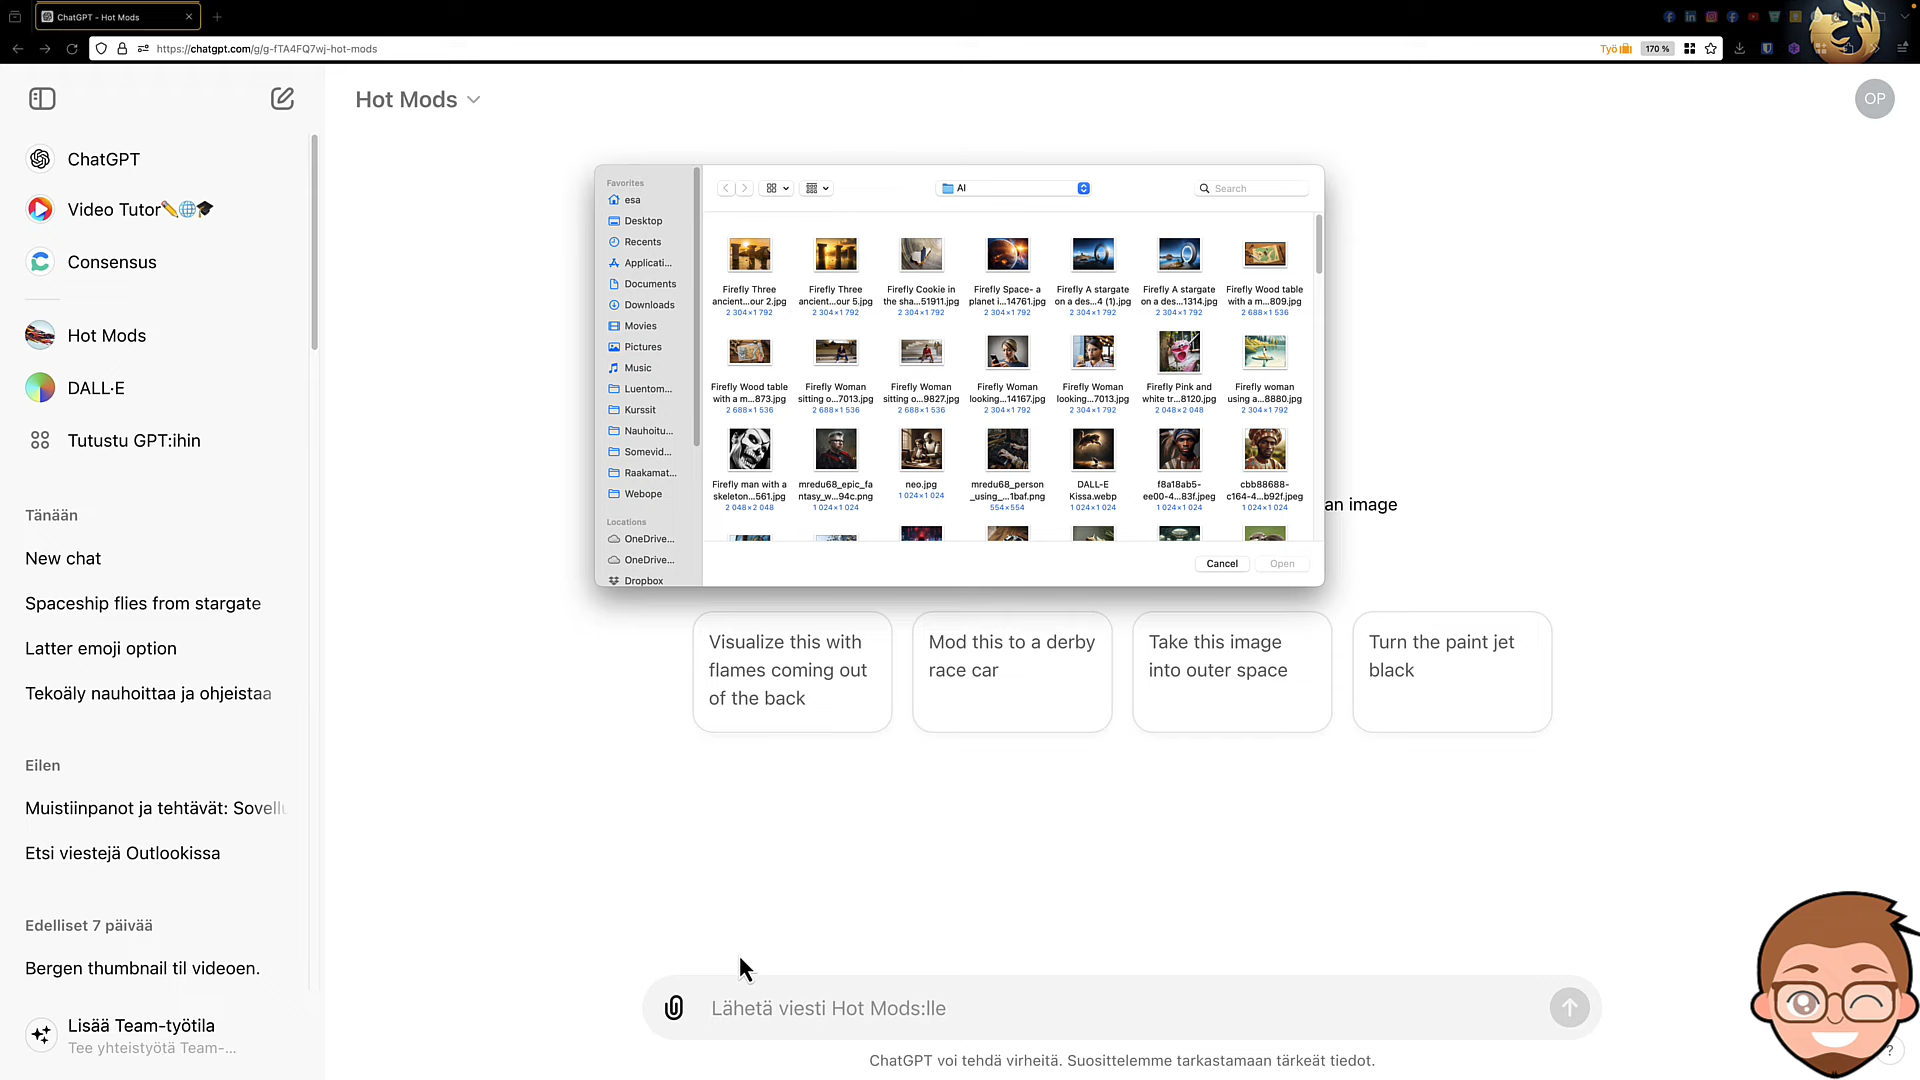 ChatGPT - Hot Mods
https://chatgpt.com/g/g-fTA4FQ7wj-hot-mods
Työ
170 %
Hot Mods
OP
ChatGPT
Video Tutor
Consensus
Hot Mods
DALL·E
Tutustu GPT:ihin
Tänään
New chat
Spaceship flies from stargate
Latter emoji option
Tekoäly nauhoittaa ja ohjeistaa
Eilen
Muistiinpanot ja tehtävät: Sovellu
Etsi viestejä Outlookissa
Edelliset 7 päivää
Bergen thumbnail til videoen.
Lisää Team-työtila
Tee yhteistyötä Team-...
Favorites
esa
Desktop
Recents
Applicati...
Documents
Downloads
Movies
Pictures
Music
Luentom...
Kurssit
Nauhoitu...
Somevid...
Raakamat...
Webope
Locations
OneDrive...
OneDrive...
Dropbox
AI
Search
Firefly Three ancient...our 2.jpg
2 304×1 792
Firefly Three ancient...our 5.jpg
2 304×1 792
Firefly Cookie in the sha...51911.jpg
2 304×1 792
Firefly Space- a planet i...14761.jpg
2 304×1 792
Firefly A stargate on a des...4 (1).jpg
2 304×1 792
Firefly A stargate on a des...1314.jpg
2 304×1 792
Firefly Wood table with a m...809.jpg
2 688×1 536
Firefly Wood table with a m...873.jpg
2 688×1 536
Firefly Woman sitting o...7013.jpg
2 688×1 536
Firefly Woman sitting o...9827.jpg
2 688×1 536
Firefly Woman looking...14167.jpg
2 304×1 792
Firefly Woman looking...7013.jpg
2 304×1 792
Firefly Pink and white tr...8120.jpg
2 048×2 048
Firefly woman using a...8880.jpg
2 304×1 792
Firefly man with a skeleton...561.jpg
2 048×2 048
mredu68_epic_fantasy_w...94c.png
1 024×1 024
neo.jpg
1 024×1 024
mredu68_person_using_...1baf.png
554×554
DALL-E Kissa.webp
1 024×1 024
f8a18ab5-ee00-4...83f.jpeg
1 024×1 024
cbb88688-c164-4...b92f.jpeg
1 024×1 024
Cancel
Open
an image
Visualize this with
flames coming out
of the back
Mod this to a derby
race car
Take this image
into outer space
Turn the paint jet
black
Lähetä viesti Hot Mods:lle
ChatGPT voi tehdä virheitä. Suosittelemme tarkastamaan tärkeät tiedot.
?